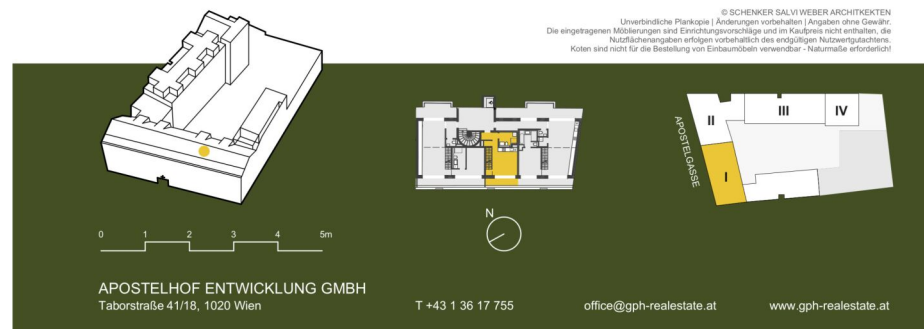 © SCHENKER SALVI WEBER ARCHITKEKTEN
Unverbindliche Plankopie | Änderungen vorbehalten | Angaben ohne Gewähr.
Die eingetragenen Möblierungen sind Einrichtungsvorschläge und im Kaufpreis nicht enthalten, die
Nutzflächenangaben erfolgen vorbehaltlich des endgültigen Nutzwertgutachtens.
Koten sind nicht für die Bestellung von Einbaumöbeln verwendbar - Naturmaße erforderlich!
II
III
IV
I
APOSTELGASSE
N
0 1 2 3 4 5m
APOSTELHOF ENTWICKLUNG GMBH
Taborstraße 41/18, 1020 Wien
T +43 1 36 17 755
office@gph-realestate.at
www.gph-realestate.at